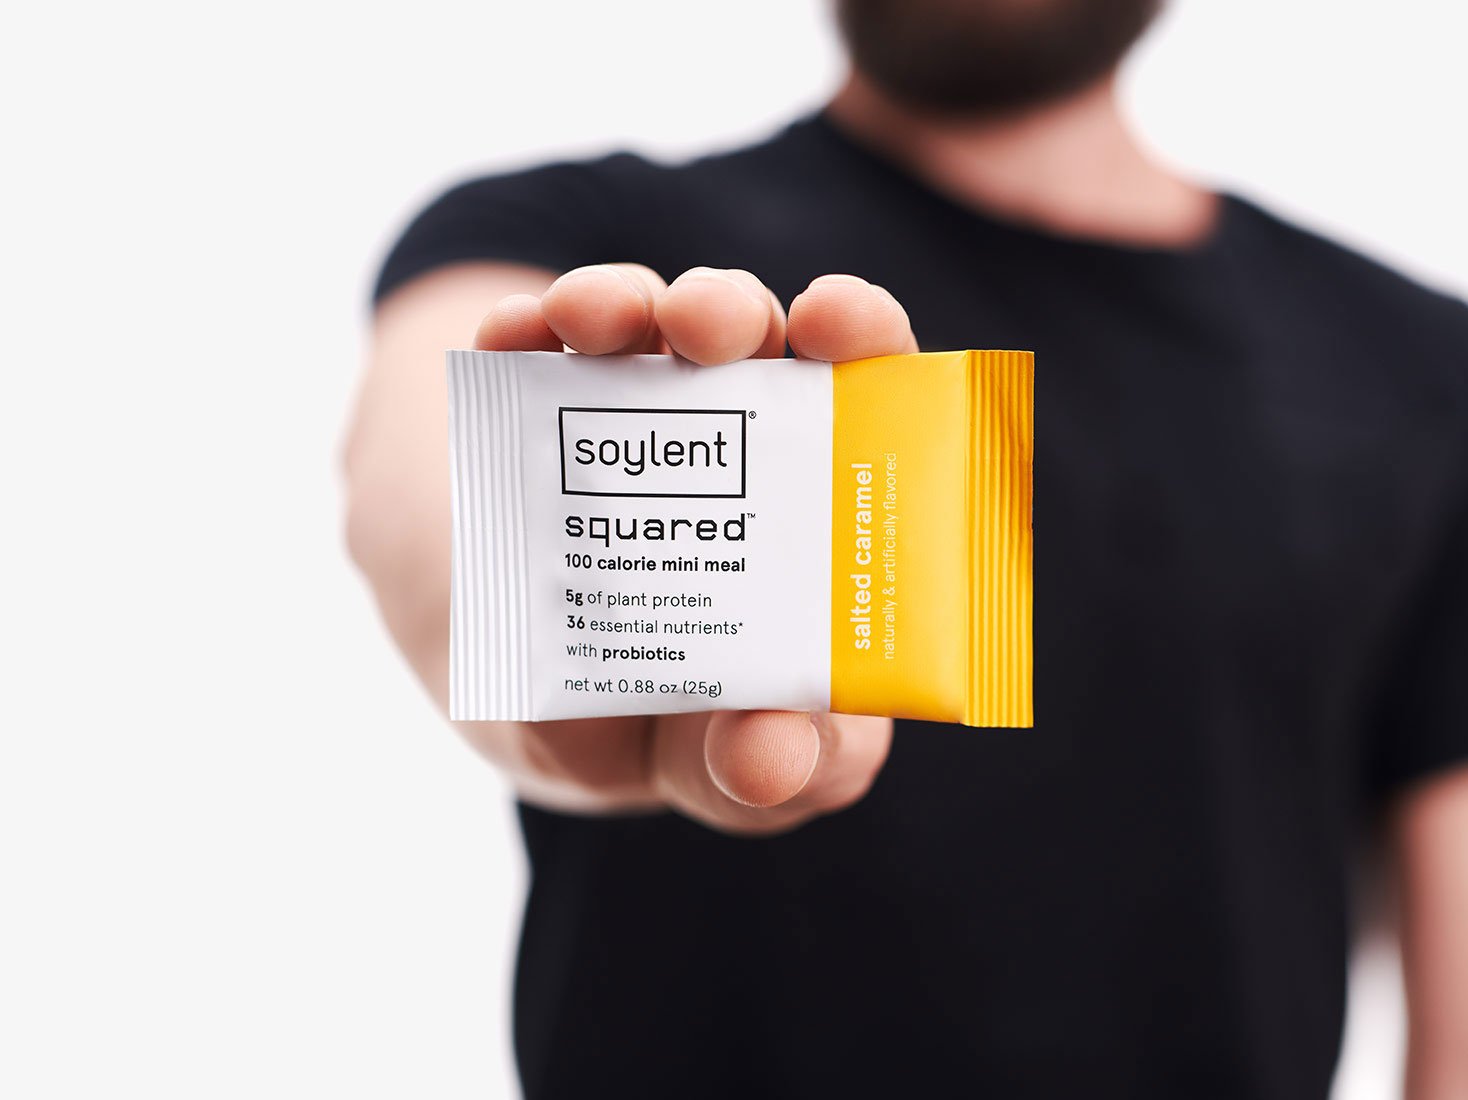 soylent®
squared™
100 calorie mini meal
5g of plant protein
36 essential nutrients*
with probiotics
net wt 0.88 oz (25g)
salted caramel
naturally & artificially flavored